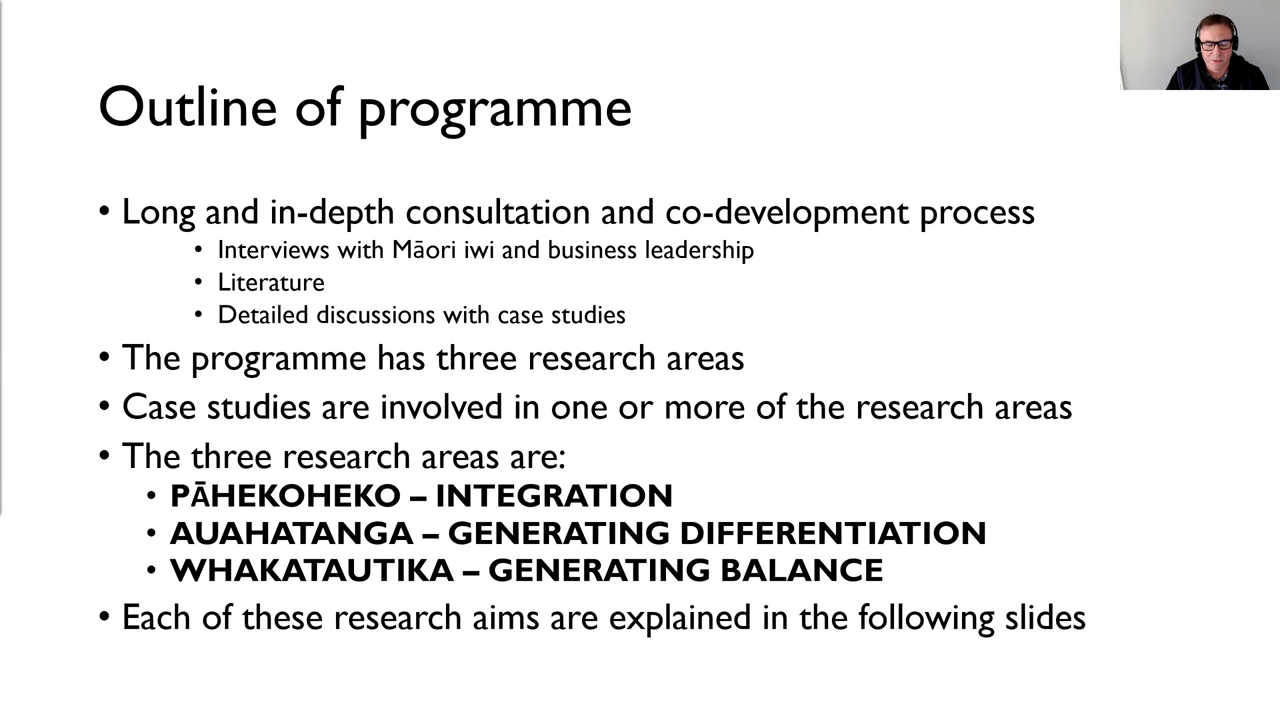 Outline of programme
• Long and in-depth consultation and co-development process
• Interviews with Māori iwi and business leadership
• Literature
• Detailed discussions with case studies
• The programme has three research areas
• Case studies are involved in one or more of the research areas
• The three research areas are:
• PĀHEKOHEKO – INTEGRATION
• AUAHATANGA – GENERATING DIFFERENTIATION
• WHAKATAUTIKA – GENERATING BALANCE
• Each of these research aims are explained in the following slides